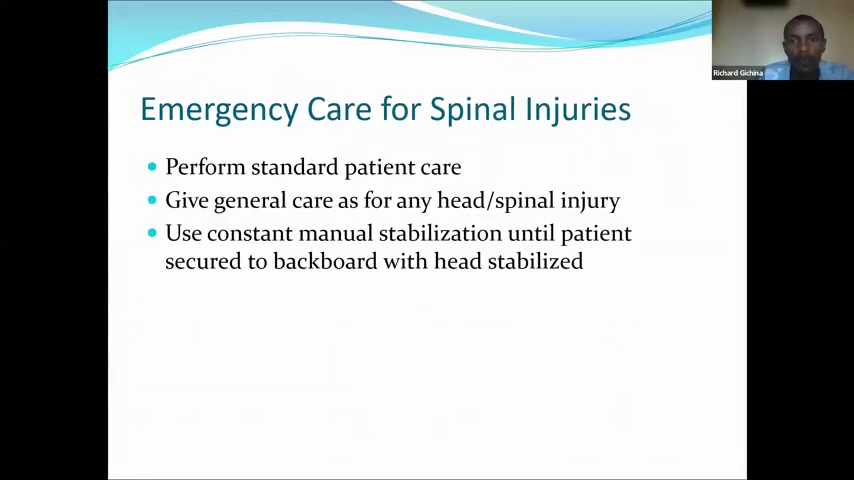 Richard Gichina
Emergency Care for Spinal Injuries
Perform standard patient care
Give general care as for any head/spinal injury
Use constant manual stabilization until patient
secured to backboard with head stabilized